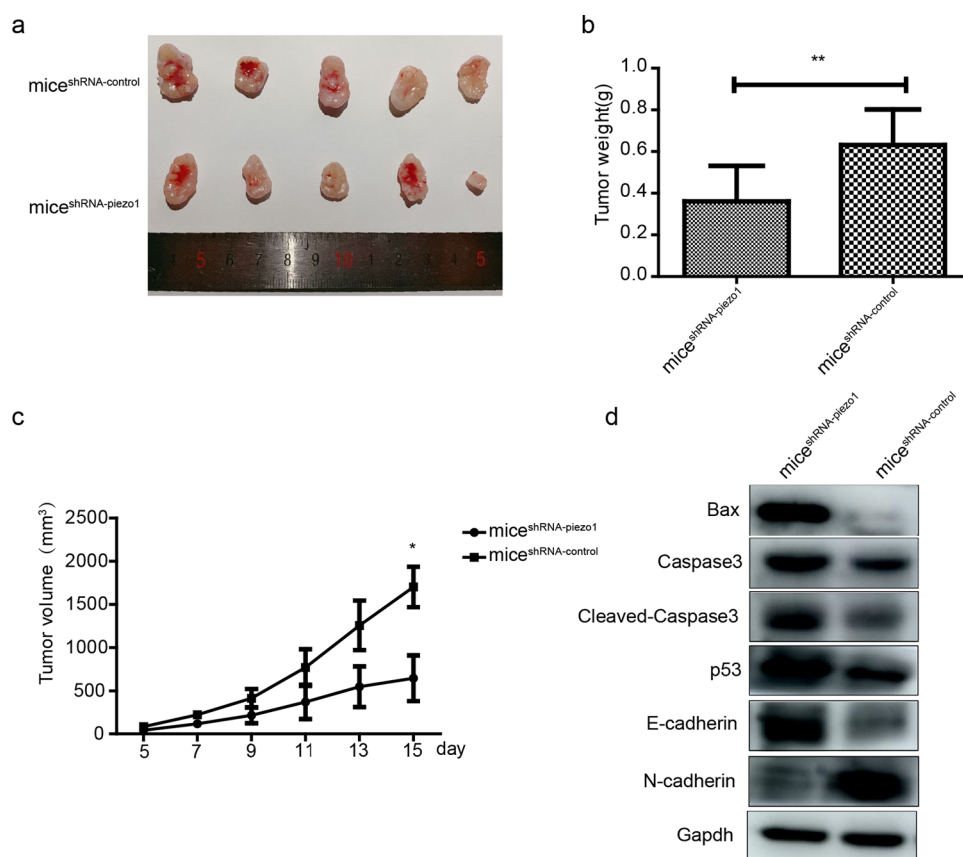 a
mice^shRNA-control
mice^shRNA-piezo1
4 5 6 7 8 9 10 1 2 3 4 5
b
**
Tumor weight(g)
1.0
0.8
0.6
0.4
0.2
0.0
mice^shRNA-piezo1
mice^shRNA-control
c
Tumor volume (mm³)
2500
2000
1500
1000
500
0
5 7 9 11 13 15 day
*
mice^shRNA-piezo1
mice^shRNA-control
d
mice^shRNA-piezo1
mice^shRNA-control
Bax
Caspase3
Cleaved-Caspase3
p53
E-cadherin
N-cadherin
Gapdh